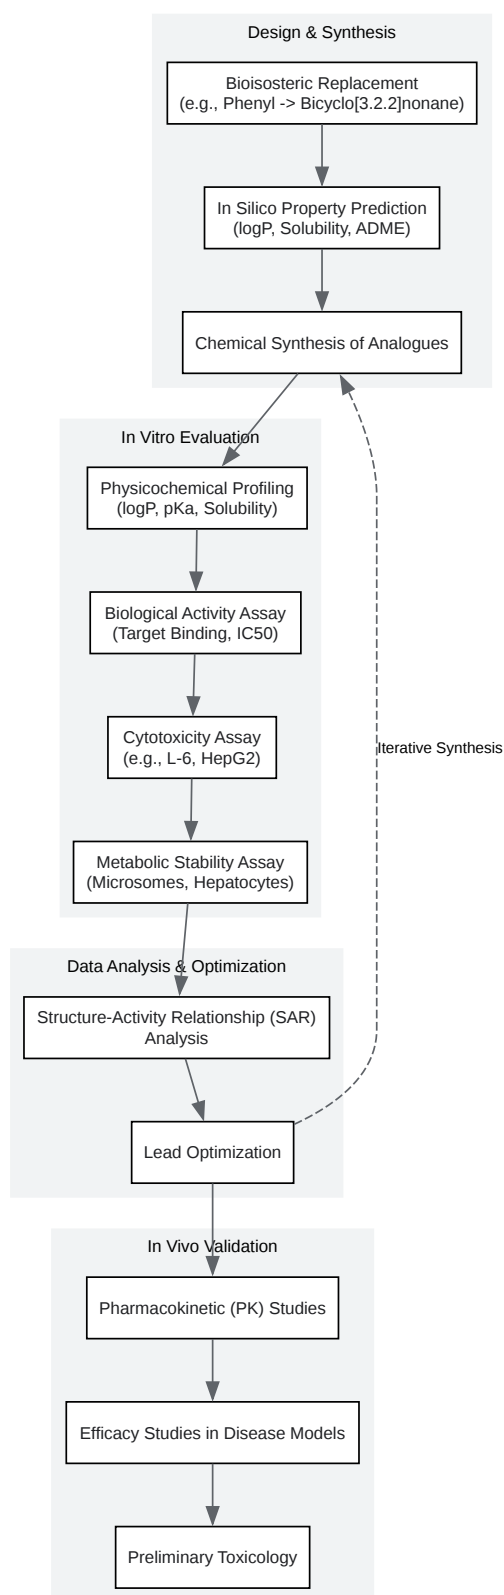 Design & Synthesis
Bioisosteric Replacement
(e.g., Phenyl -> Bicyclo[3.2.2]nonane)
In Silico Property Prediction
(logP, Solubility, ADME)
Chemical Synthesis of Analogues
In Vitro Evaluation
Physicochemical Profiling
(logP, pKa, Solubility)
Biological Activity Assay
(Target Binding, IC50)
Cytotoxicity Assay
(e.g., L-6, HepG2)
Iterative Synthesis
Metabolic Stability Assay
(Microsomes, Hepatocytes)
Data Analysis & Optimization
Structure-Activity Relationship (SAR)
Analysis
Lead Optimization
In Vivo Validation
Pharmacokinetic (PK) Studies
Efficacy Studies in Disease Models
Preliminary Toxicology